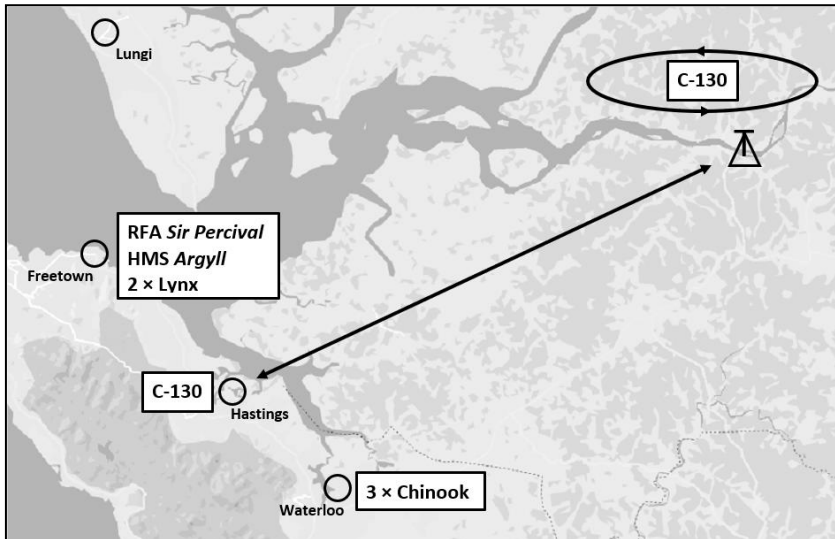 Lungi
C-130
RFA Sir Percival
HMS Argyll
2 × Lynx
Freetown
C-130
Hastings
3 × Chinook
Waterloo